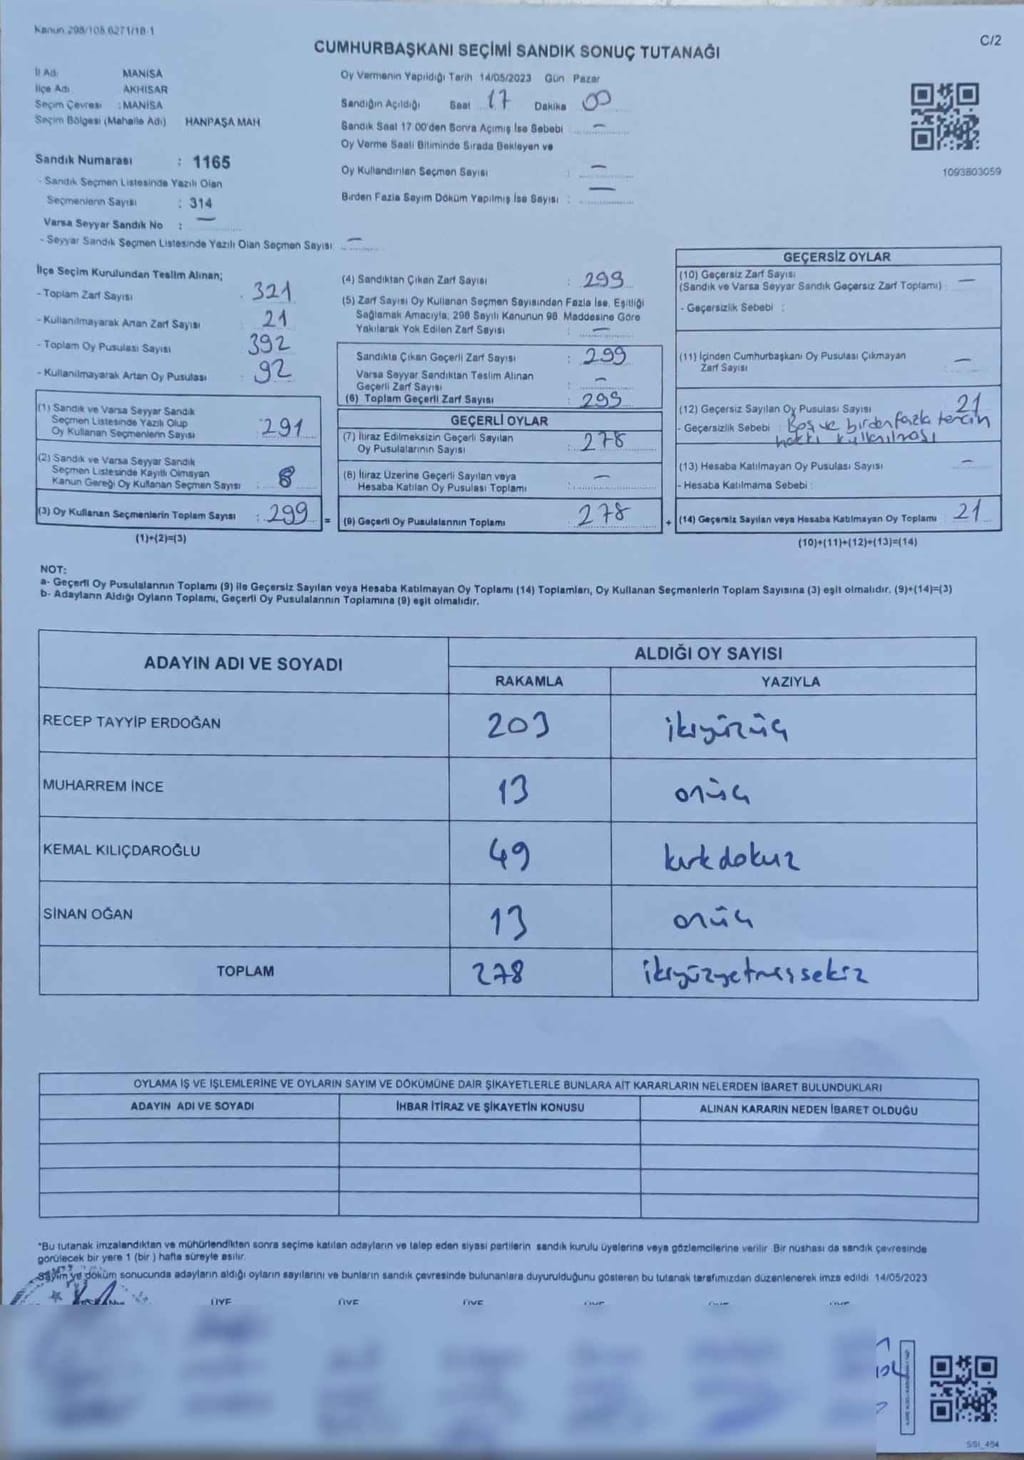 Kanun 298/105,6271/18-1
C/2
CUMHURBAŞKANI SEÇİMİ SANDIK SONUÇ TUTANAĞI
İl Adı MANİSA
İlçe Adı AKHİSAR
Seçim Çevresi : MANİSA
Seçim Bölgesi (Mahalle Adı) HANPAŞA MAH.
Sandık Numarası : 1165
- Sandık Seçmen Listesinde Yazılı Olan
Seçmenlerin Sayısı : 314
Varsa Seyyar Sandık No : —
- Seyyar Sandık Seçmen Listesinde Yazılı Olan Seçmen Sayısı : —
Oy Vermenin Yapıldığı Tarih 14/05/2023 Gün Pazar
Sandığın Açıldığı Saat 17 Dakika 00
Sandık Saat 17.00'den Sonra Açılmış İse Sebebi —
Oy Verme Saati Bitiminde Sırada Bekleyen ve
Oy Kullandırılan Seçmen Sayısı : —
Birden Fazla Sayım Döküm Yapılmış İse Sayısı : —
1093803059
İlçe Seçim Kurulundan Teslim Alınan;
- Toplam Zarf Sayısı : 321
- Kullanılmayarak Artan Zarf Sayısı : 21
- Toplam Oy Pusulası Sayısı : 392
- Kullanılmayarak Artan Oy Pusulası : 92
(1) Sandık ve Varsa Seyyar Sandık
Seçmen Listesinde Yazılı Olup
Oy Kullanan Seçmenlerin Sayısı : 291
(2) Sandık ve Varsa Seyyar Sandık
Seçmen Listesinde Kayıtlı Olmayan
Kanun Gereği Oy Kullanan Seçmen Sayısı : 8
(3) Oy Kullanan Seçmenlerin Toplam Sayısı : 299 =
(1)+(2)=(3)
(4) Sandıktan Çıkan Zarf Sayısı : 299
(5) Zarf Sayısı Oy Kullanan Seçmen Sayısından Fazla İse, Eşitliği
Sağlamak Amacıyla, 298 Sayılı Kanunun 98. Maddesine Göre
Yakılarak Yok Edilen Zarf Sayısı : —
Sandıkta Çıkan Geçerli Zarf Sayısı : 299
Varsa Seyyar Sandıktan Teslim Alınan
Geçerli Zarf Sayısı : —
(6) Toplam Geçerli Zarf Sayısı : 299
GEÇERLİ OYLAR
(7) İtiraz Edilmeksizin Geçerli Sayılan
Oy Pusulalarının Sayısı : 278
(8) İtiraz Üzerine Geçerli Sayılan veya
Hesaba Katılan Oy Pusulası Toplamı : —
(9) Geçerli Oy Pusulalarının Toplamı : 278 +
GEÇERSİZ OYLAR
(10) Geçersiz Zarf Sayısı
(Sandık ve Varsa Seyyar Sandık Geçersiz Zarf Toplamı) : —
- Geçersizlik Sebebi :
(11) İçinden Cumhurbaşkanı Oy Pusulası Çıkmayan
Zarf Sayısı : —
(12) Geçersiz Sayılan Oy Pusulası Sayısı : 21
- Geçersizlik Sebebi : Boş ve birden fazla tercih
hakkı kullanılması
(13) Hesaba Katılmayan Oy Pusulası Sayısı : —
- Hesaba Katılmama Sebebi :
(14) Geçersiz Sayılan veya Hesaba Katılmayan Oy Toplamı : 21
(10)+(11)+(12)+(13)=(14)
NOT:
a- Geçerli Oy Pusulalarının Toplamı (9) ile Geçersiz Sayılan veya Hesaba Katılmayan Oy Toplamı (14) Toplamları, Oy Kullanan Seçmenlerin Toplam Sayısına (3) eşit olmalıdır. (9)+(14)=(3)
b- Adayların Aldığı Oyların Toplamı, Geçerli Oy Pusulalarının Toplamına (9) eşit olmalıdır.
ADAYIN ADI VE SOYADI
ALDIĞI OY SAYISI
RAKAMLA YAZIYLA
RECEP TAYYİP ERDOĞAN 203 ikiyüzüç
MUHARREM İNCE 13 onüç
KEMAL KILIÇDAROĞLU 49 kırkdokuz
SİNAN OĞAN 13 onüç
TOPLAM 278 ikiyüzyetmişsekiz
OYLAMA İŞ VE İŞLEMLERİNE VE OYLARIN SAYIM VE DÖKÜMÜNE DAİR ŞİKAYETLERLE BUNLARA AİT KARARLARIN NELERDEN İBARET BULUNDUKLARI
ADAYIN ADI VE SOYADI İHBAR İTİRAZ VE ŞİKAYETİN KONUSU ALINAN KARARIN NEDEN İBARET OLDUĞU
*Bu tutanak imzalandıktan ve mühürlendikten sonra seçime katılan adayların ve talep eden siyasi partilerin sandık kurulu üyelerine veya gözlemcilerine verilir. Bir nüshası da sandık çevresinde
görülecek bir yere 1 (bir ) hafta süreyle asılır.
-Sayım ve döküm sonucunda adayların aldığı oyların sayılarını ve bunların sandık çevresinde bulunanlara duyurulduğunu gösteren bu tutanak tarafımızdan düzenlenerek imza edildi. 14/05/2023
ÜYE ÜYE ÜYE ÜYE ÜYE ÜYE
SSI_454